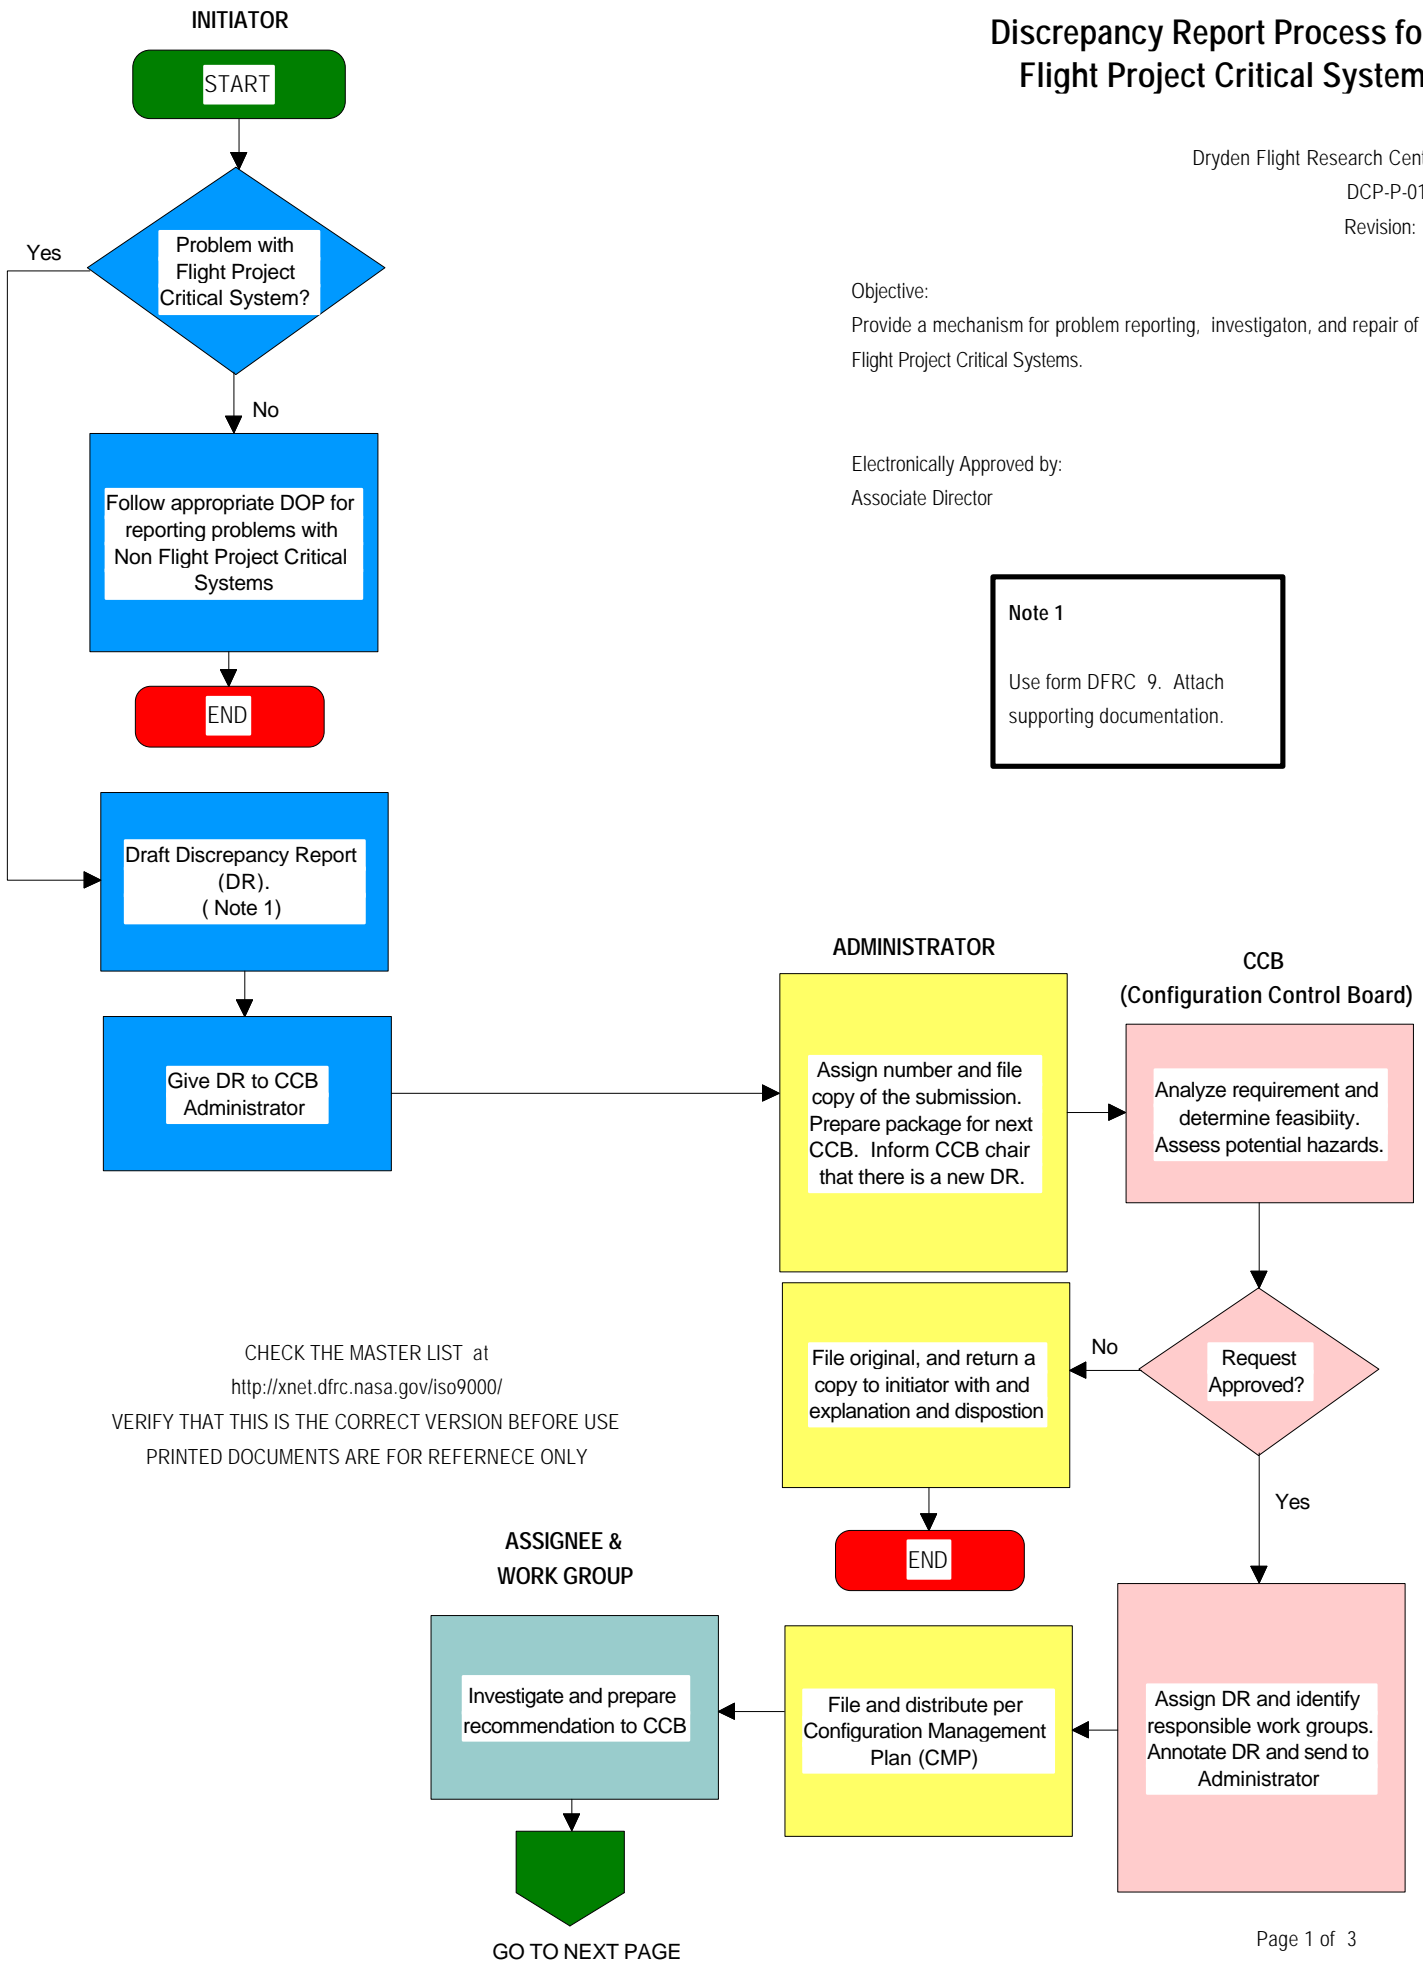 INITIATOR
Discrepancy Report Process fo
Flight Project Critical System
START
Dryden Flight Research Cent
DCP-P-01
Revision:
Yes
Problem with
Flight Project
Critical System?
Objective:
Provide a mechanism for problem reporting, investigaton, and repair of
Flight Project Critical Systems.
No
Electronically Approved by:
Associate Director
Follow appropriate DOP for
reporting problems with
Non Flight Project Critical
Systems
Note 1
Use form DFRC 9. Attach
supporting documentation.
END
Draft Discrepancy Report
(DR).
( Note 1)
ADMINISTRATOR
CCB
(Configuration Control Board)
Give DR to CCB
Administrator
Assign number and file
copy of the submission.
Prepare package for next
CCB. Inform CCB chair
that there is a new DR.
Analyze requirement and
determine feasibiity.
Assess potential hazards.
CHECK THE MASTER LIST at
http://xnet.dfrc.nasa.gov/iso9000/
VERIFY THAT THIS IS THE CORRECT VERSION BEFORE USE
PRINTED DOCUMENTS ARE FOR REFERNECE ONLY
File original, and return a
copy to initiator with and
explanation and dispostion
No
Request
Approved?
Yes
END
ASSIGNEE &
WORK GROUP
Investigate and prepare
recommendation to CCB
File and distribute per
Configuration Management
Plan (CMP)
Assign DR and identify
responsible work groups.
Annotate DR and send to
Administrator
GO TO NEXT PAGE
Page 1 of 3